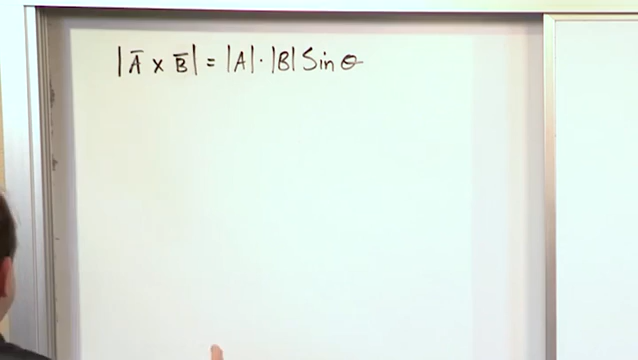 |A̅ x B̅| = |A| · |B| Sin θ